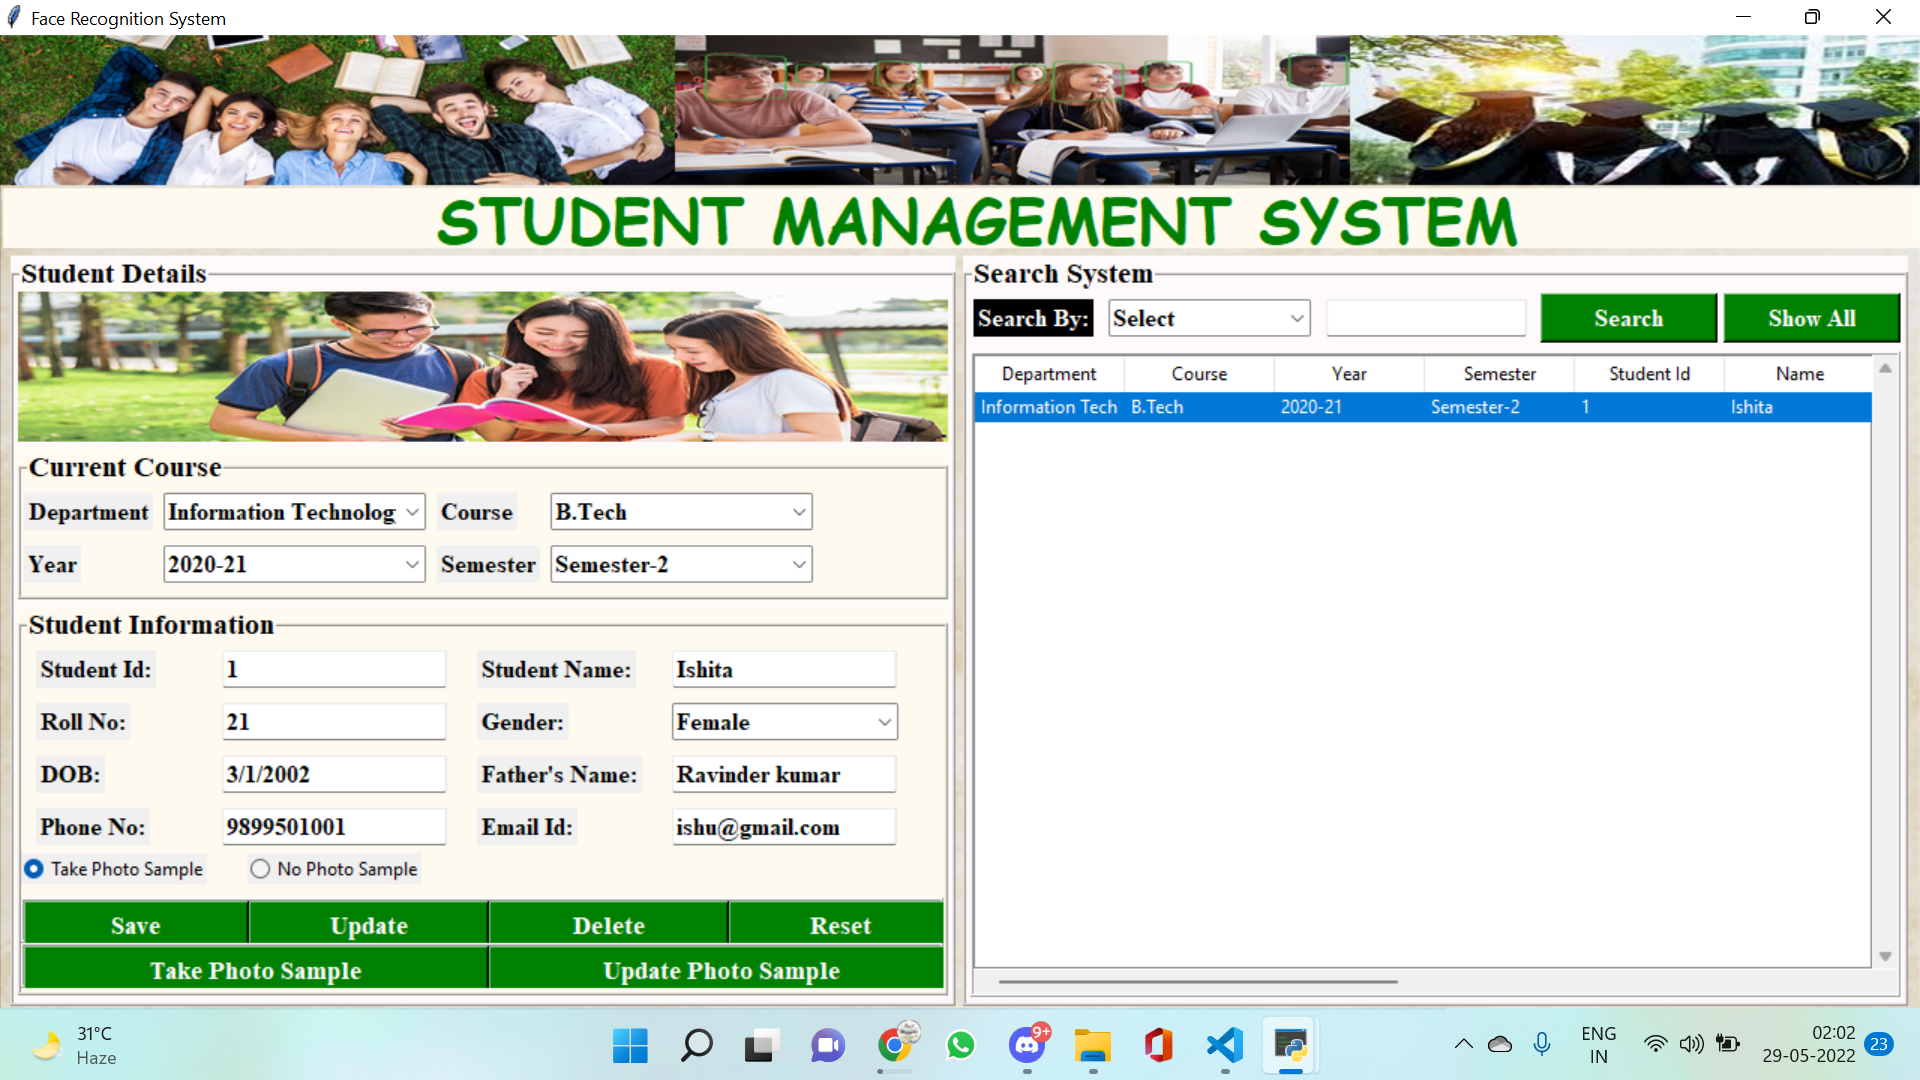 Face Recognition System
STUDENT MANAGEMENT SYSTEM
Student Details
Current Course
Department Information Technolog Course B.Tech
Year 2020-21 Semester Semester-2
Student Information
Student Id: 1 Student Name: Ishita
Roll No: 21 Gender: Female
DOB: 3/1/2002 Father's Name: Ravinder kumar
Phone No: 9899501001 Email Id: ishu@gmail.com
Take Photo Sample No Photo Sample
Save Update Delete Reset
Take Photo Sample Update Photo Sample
Search System
Search By: Select Search Show All
Department Course Year Semester Student Id Name
Information Tech B.Tech 2020-21 Semester-2 1 Ishita
31°C
Haze
9+
ENG
IN
02:02
29-05-2022
23